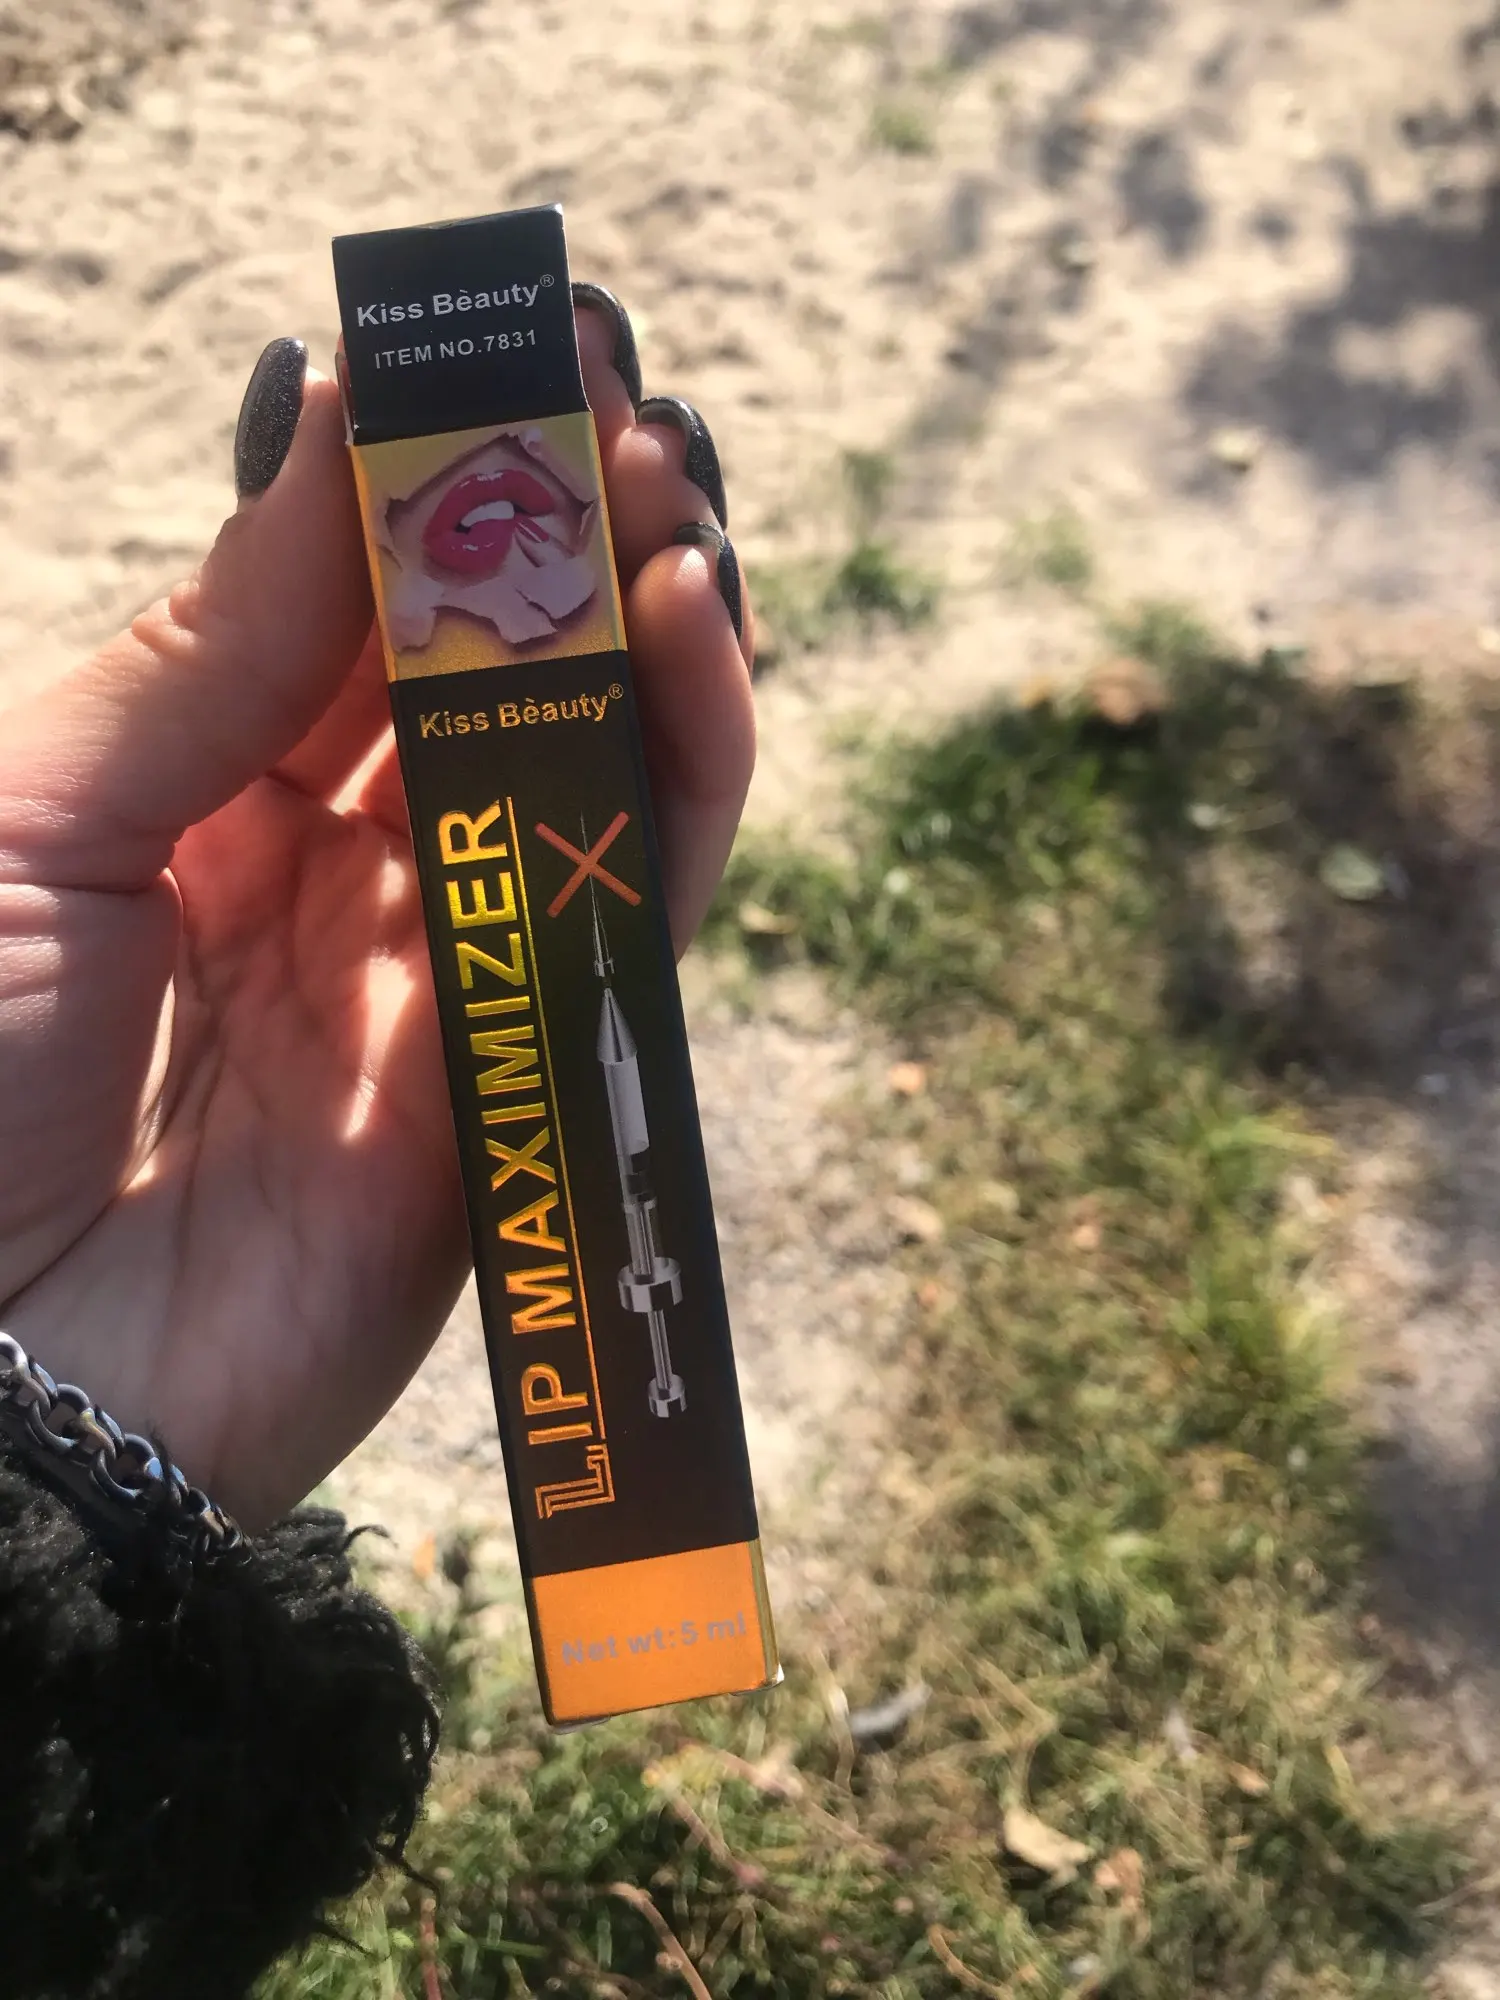 Kiss Bèauty®
ITEM NO.7831
Kiss Bèauty®
LIP MAXIMIZER
Net wt:5 ml